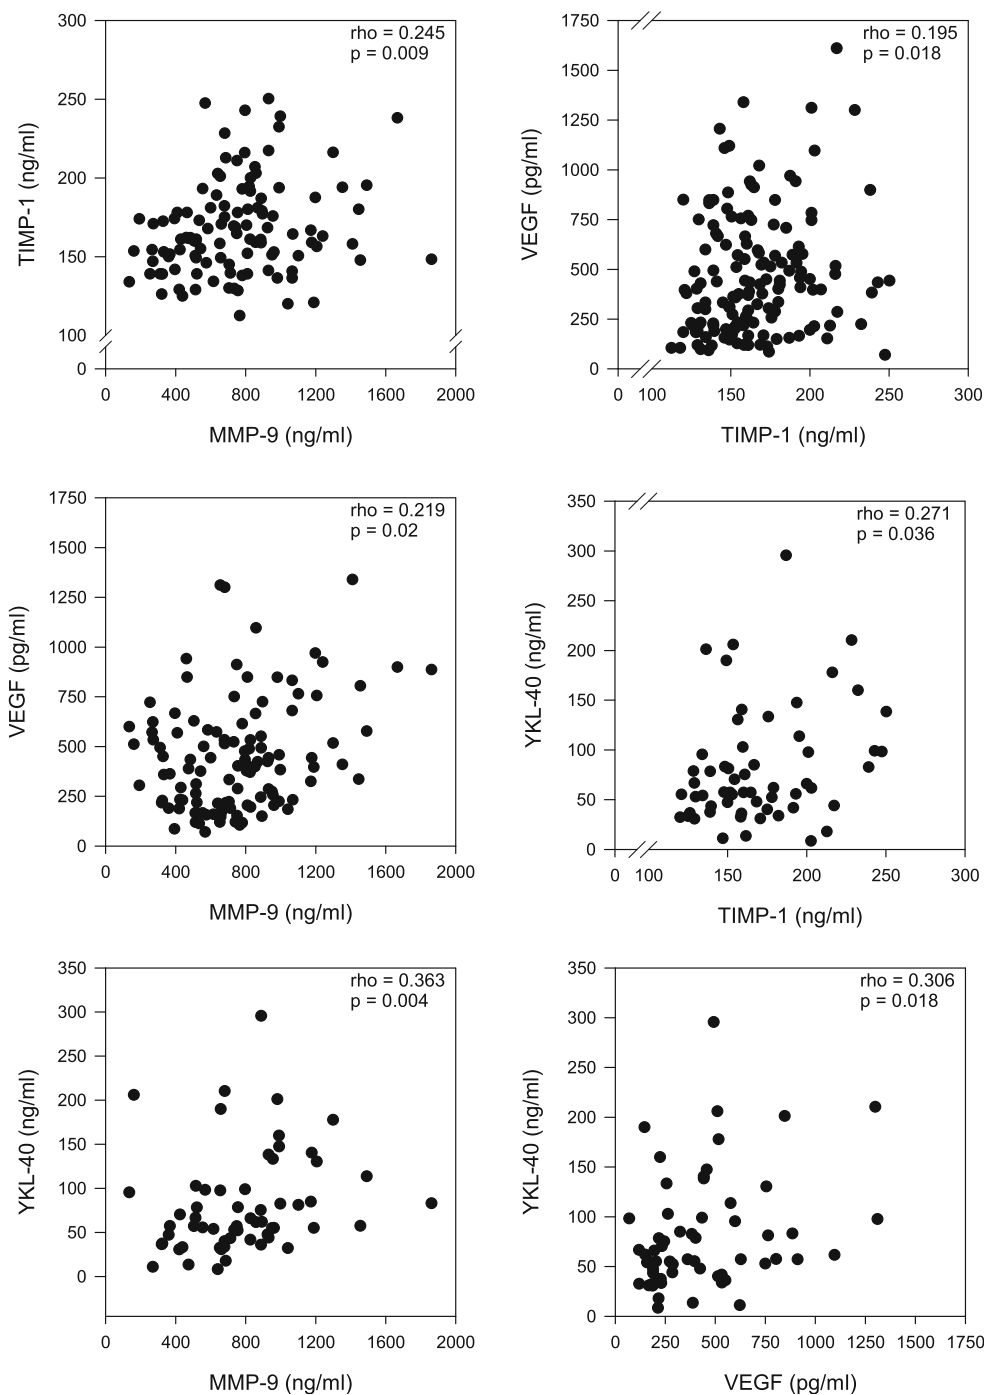 300
250
200
150
100
0
TIMP-1 (ng/ml)
rho = 0.245
p = 0.009
0 400 800 1200 1600 2000
MMP-9 (ng/ml)
1750
1500
1250
1000
750
500
250
0
VEGF (pg/ml)
rho = 0.195
p = 0.018
0 100 150 200 250 300
TIMP-1 (ng/ml)
1750
1500
1250
1000
750
500
250
0
VEGF (pg/ml)
rho = 0.219
p = 0.02
0 400 800 1200 1600 2000
MMP-9 (ng/ml)
350
300
250
200
150
100
50
0
YKL-40 (ng/ml)
rho = 0.271
p = 0.036
0 100 150 200 250 300
TIMP-1 (ng/ml)
350
300
250
200
150
100
50
0
YKL-40 (ng/ml)
rho = 0.363
p = 0.004
0 400 800 1200 1600 2000
MMP-9 (ng/ml)
350
300
250
200
150
100
50
0
YKL-40 (ng/ml)
rho = 0.306
p = 0.018
0 250 500 750 1000 1250 1500 1750
VEGF (pg/ml)